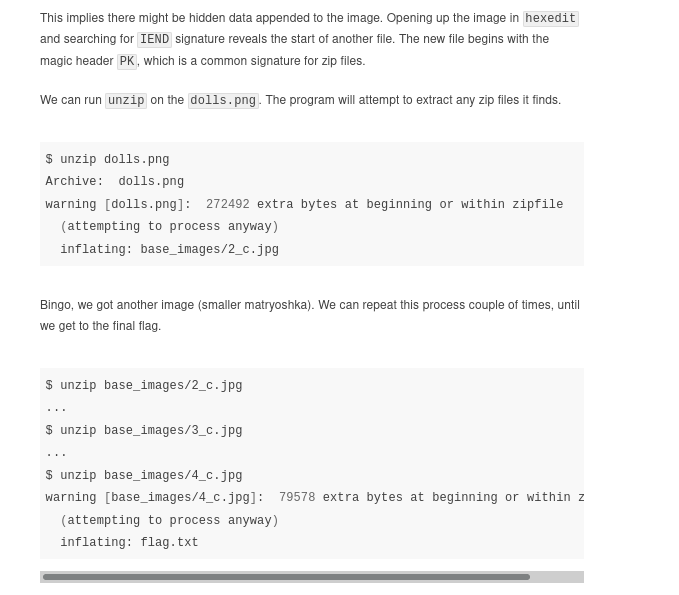 This implies there might be hidden data appended to the image. Opening up the image in hexedit
and searching for IEND signature reveals the start of another file. The new file begins with the
magic header PK, which is a common signature for zip files.
We can run unzip on the dolls.png. The program will attempt to extract any zip files it finds.
$ unzip dolls.png
Archive:  dolls.png
warning [dolls.png]:  272492 extra bytes at beginning or within zipfile
  (attempting to process anyway)
  inflating: base_images/2_c.jpg
Bingo, we got another image (smaller matryoshka). We can repeat this process couple of times, until
we get to the final flag.
$ unzip base_images/2_c.jpg
...
$ unzip base_images/3_c.jpg
...
$ unzip base_images/4_c.jpg
warning [base_images/4_c.jpg]:  79578 extra bytes at beginning or within z
  (attempting to process anyway)
  inflating: flag.txt